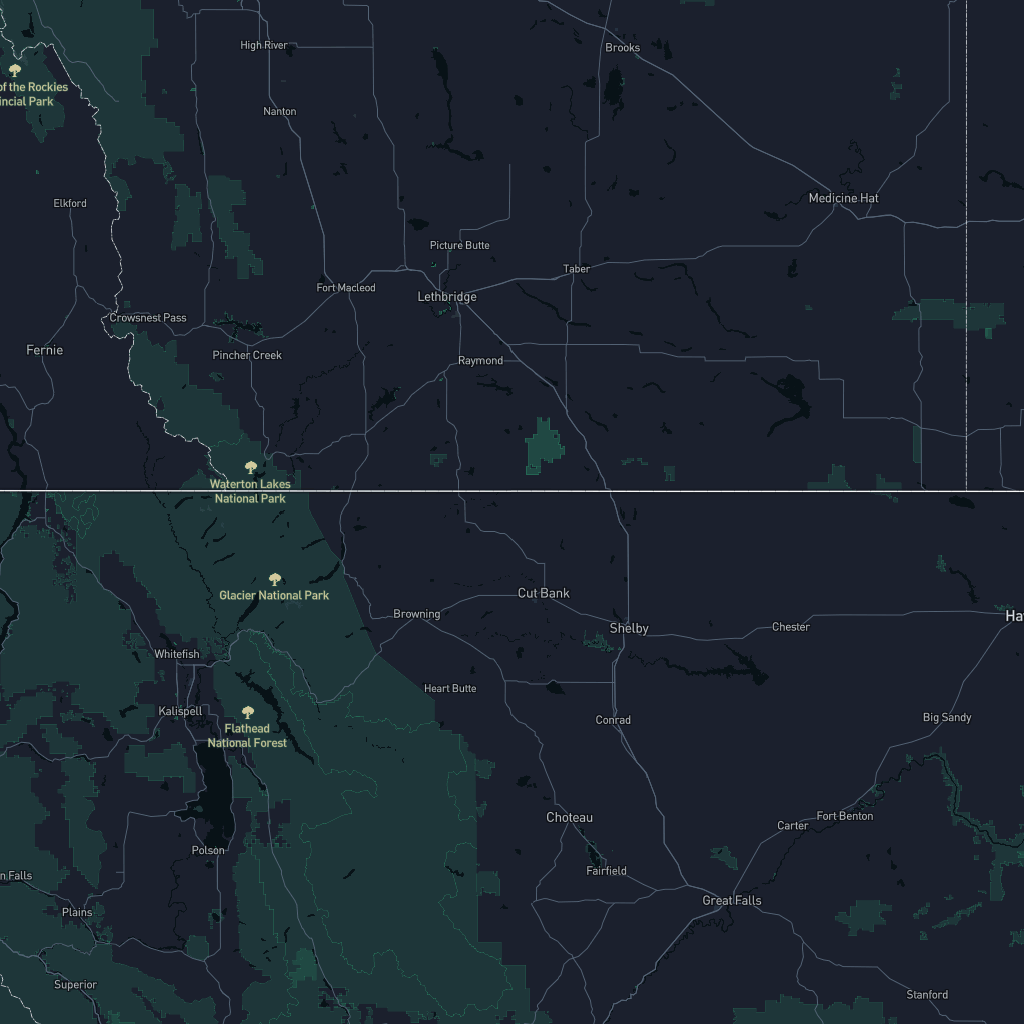 High River
Brooks
of the Rockies
Park
Nanton
Medicine Hat
Elkford
Picture Butte
Taber
Fort Macleod
Lethbridge
Crowsnest Pass
Fernie
Pincher Creek
Raymond
Waterton Lakes
National Park
Glacier National Park
Cut Bank
Browning
Shelby
Chester
Whitefish
Heart Butte
Kalispell
Conrad
Big Sandy
Flathead
National Forest
Choteau
Fort Benton
Carter
Polson
Fairfield
Falls
Great Falls
Plains
Superior
Stanford